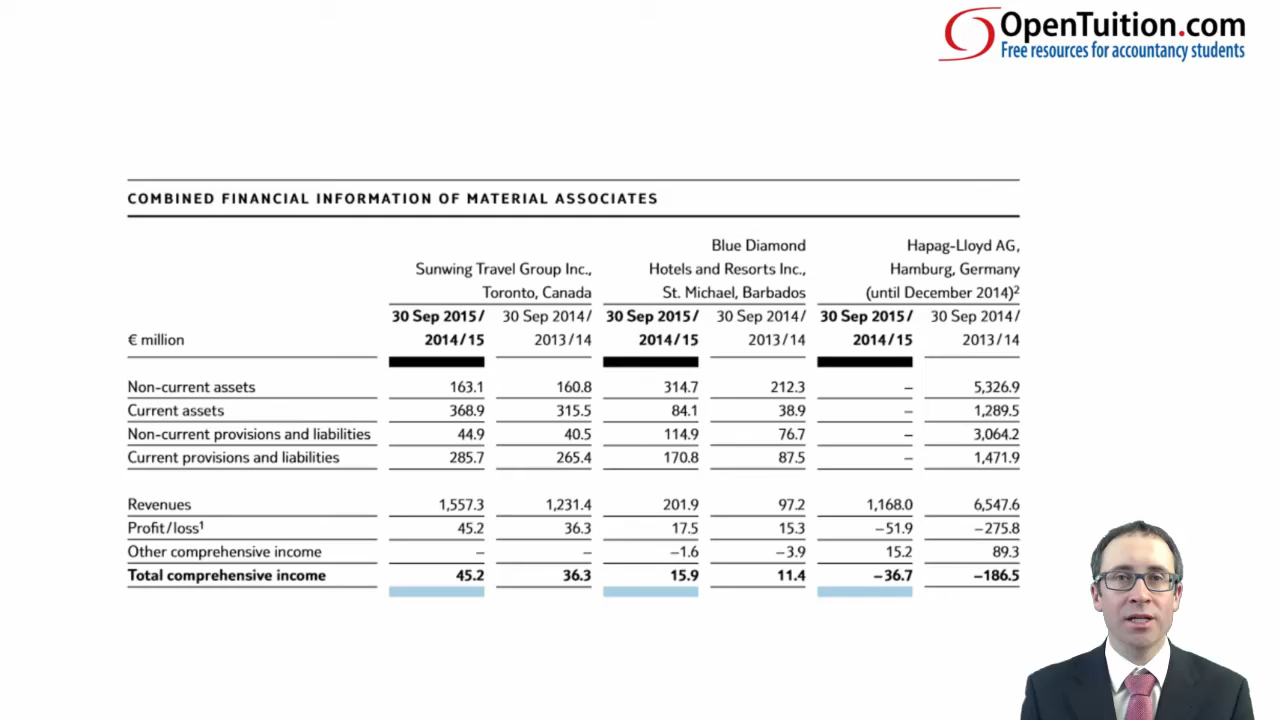 OpenTuition.com
Free resources for accountancy students
COMBINED FINANCIAL INFORMATION OF MATERIAL ASSOCIATES
Blue Diamond Hapag-Lloyd AG,
Sunwing Travel Group Inc., Hotels and Resorts Inc., Hamburg, Germany
Toronto, Canada St. Michael, Barbados (until December 2014)²
30 Sep 2015/ 30 Sep 2014/ 30 Sep 2015/ 30 Sep 2014/ 30 Sep 2015/ 30 Sep 2014/
€ million 2014/15 2013/14 2014/15 2013/14 2014/15 2013/14
Non-current assets 163.1 160.8 314.7 212.3 – 5,326.9
Current assets 368.9 315.5 84.1 38.9 – 1,289.5
Non-current provisions and liabilities 44.9 40.5 114.9 76.7 – 3,064.2
Current provisions and liabilities 285.7 265.4 170.8 87.5 – 1,471.9
Revenues 1,557.3 1,231.4 201.9 97.2 1,168.0 6,547.6
Profit/loss¹ 45.2 36.3 17.5 15.3 –51.9 –275.8
Other comprehensive income – – –1.6 –3.9 15.2 89.3
Total comprehensive income 45.2 36.3 15.9 11.4 –36.7 –186.5